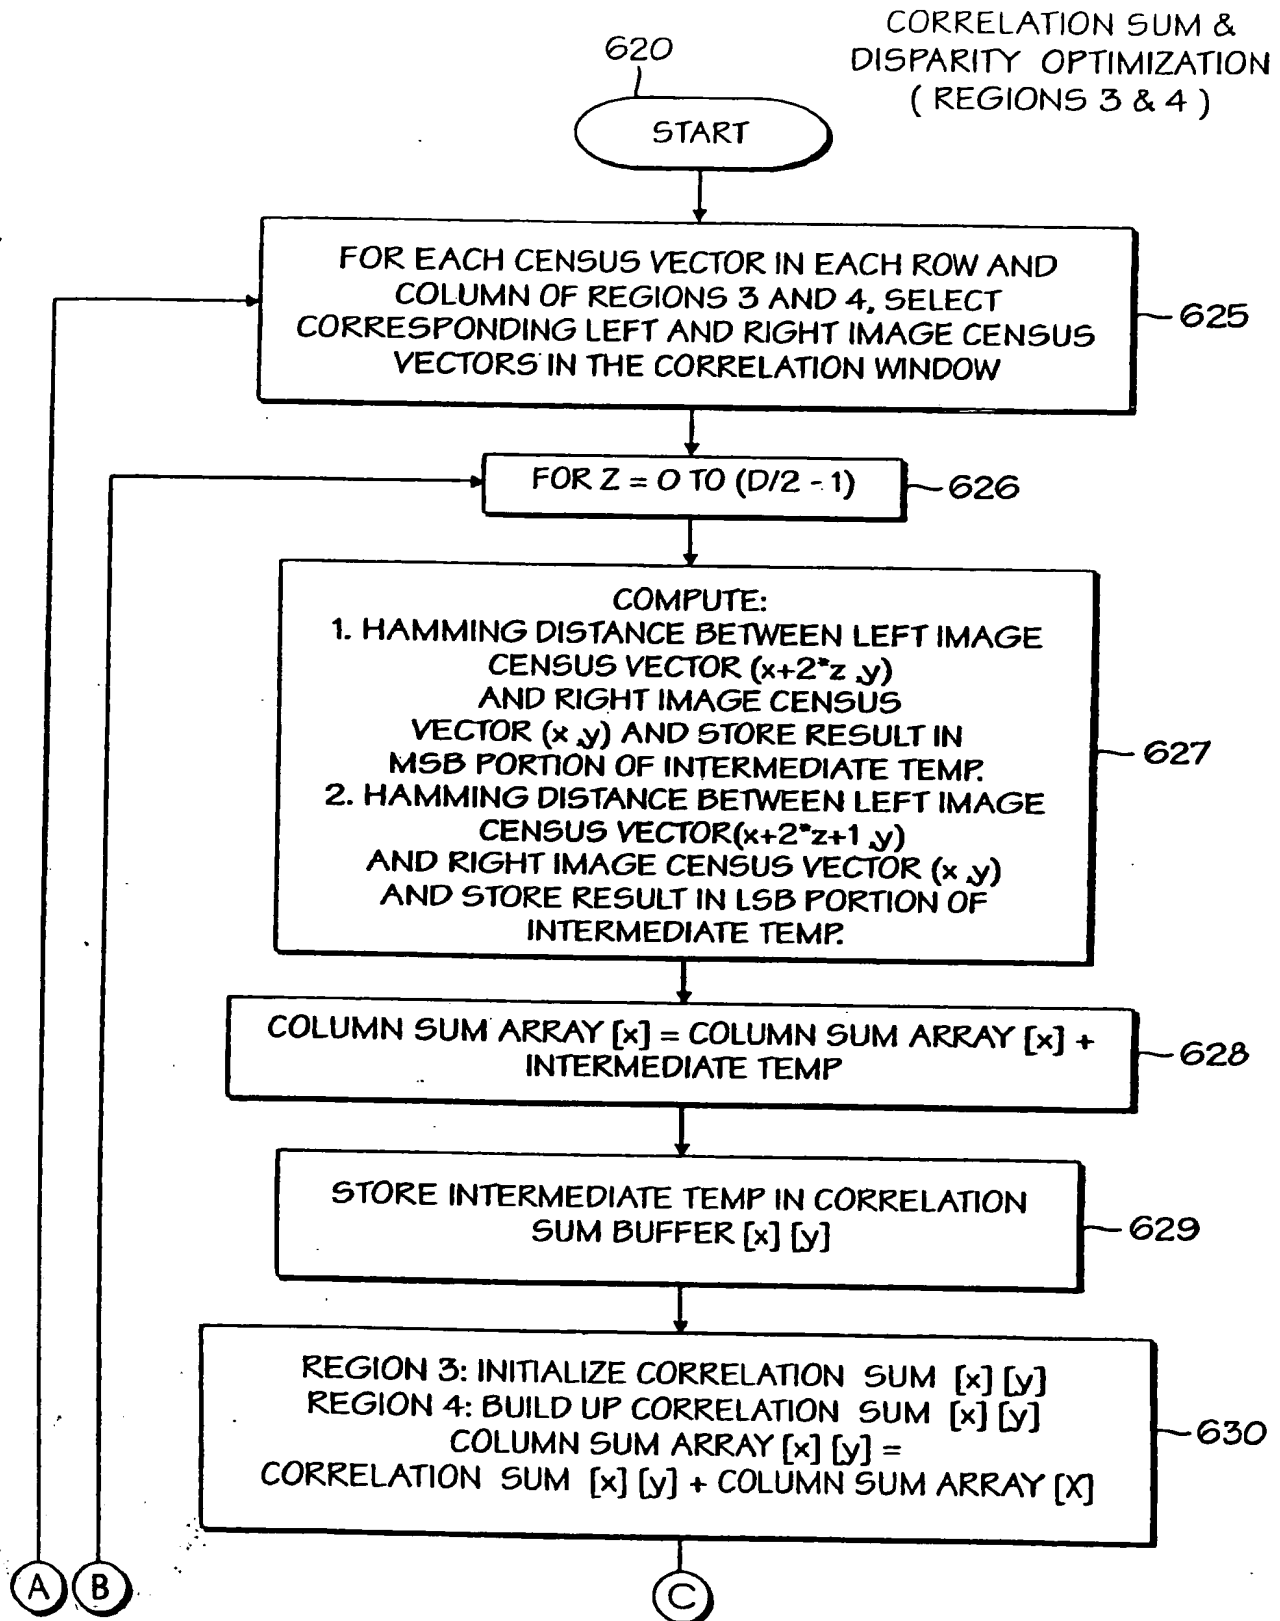 CORRELATION SUM &
DISPARITY OPTIMIZATION
( REGIONS 3 & 4 )
620
START
FOR EACH CENSUS VECTOR IN EACH ROW AND
COLUMN OF REGIONS 3 AND 4, SELECT
CORRESPONDING LEFT AND RIGHT IMAGE CENSUS
VECTORS IN THE CORRELATION WINDOW
625
FOR Z = 0 TO (D/2 - 1)
626
COMPUTE:
1. HAMMING DISTANCE BETWEEN LEFT IMAGE
CENSUS VECTOR (x+2*z ,y)
AND RIGHT IMAGE CENSUS
VECTOR (x ,y) AND STORE RESULT IN
MSB PORTION OF INTERMEDIATE TEMP.
2. HAMMING DISTANCE BETWEEN LEFT IMAGE
CENSUS VECTOR(x+2*z+1 ,y)
AND RIGHT IMAGE CENSUS VECTOR (x ,y)
AND STORE RESULT IN LSB PORTION OF
INTERMEDIATE TEMP.
627
COLUMN SUM ARRAY [x] = COLUMN SUM ARRAY [x] +
INTERMEDIATE TEMP
628
STORE INTERMEDIATE TEMP IN CORRELATION
SUM BUFFER [x] [y]
629
REGION 3: INITIALIZE CORRELATION SUM [x] [y]
REGION 4: BUILD UP CORRELATION SUM [x] [y]
COLUMN SUM ARRAY [x] [y] =
CORRELATION SUM [x] [y] + COLUMN SUM ARRAY [X]
630
A
B
C